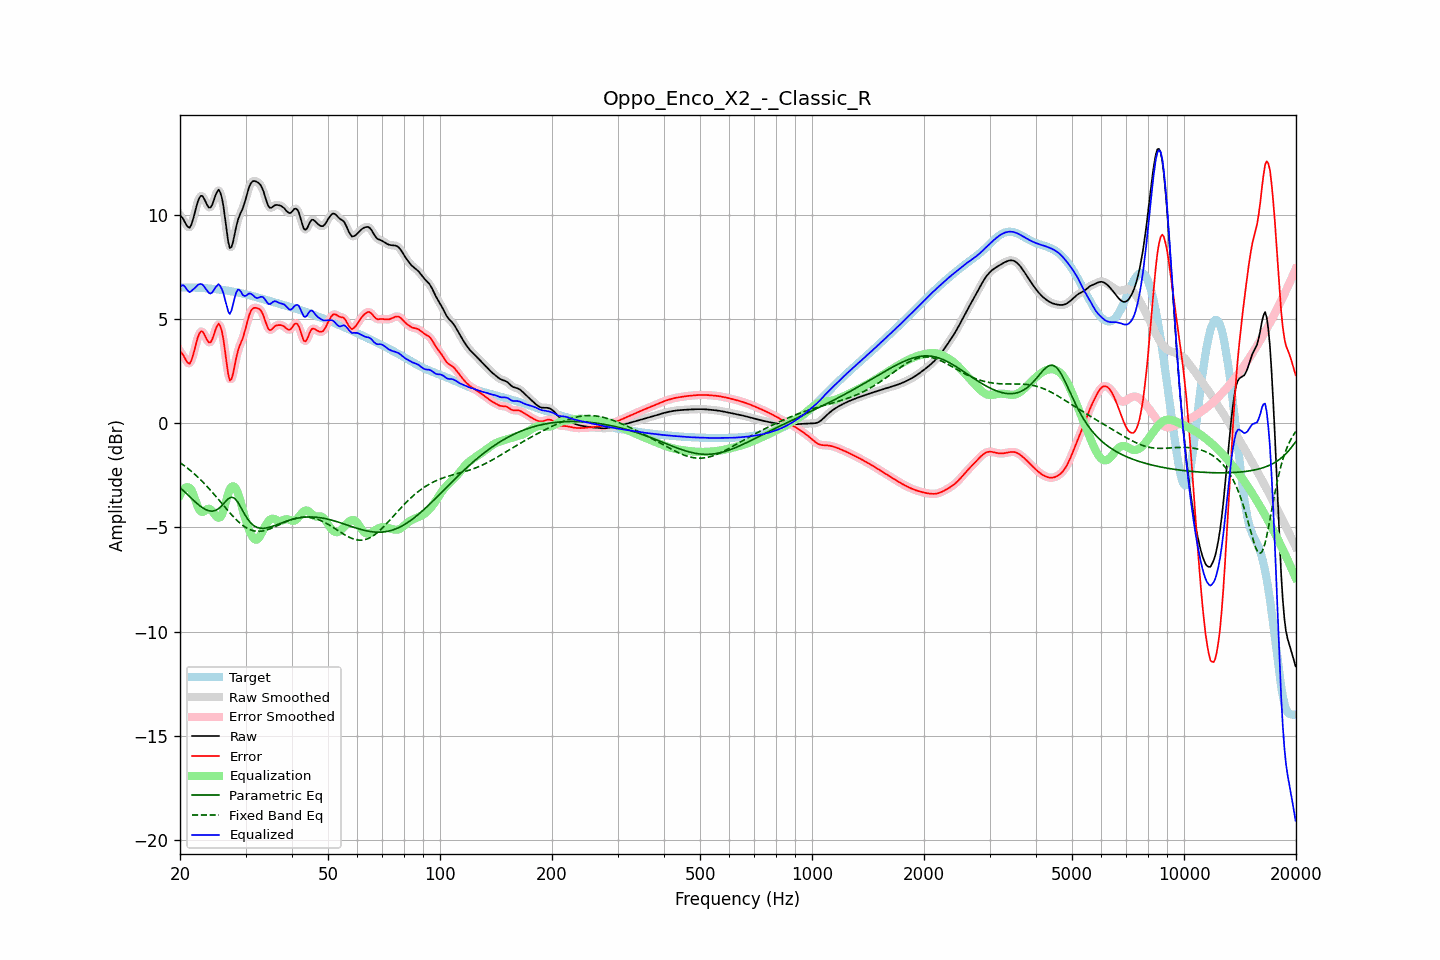 Oppo_Enco_X2_-_Classic_R
Amplitude (dBr)
10
5
0
−5
−10
−15
−20
Target
Raw Smoothed
Error Smoothed
Raw
Error
Equalization
Parametric Eq
Fixed Band Eq
Equalized
20 50 100 200 500 1000 2000 5000 10000 20000
Frequency (Hz)